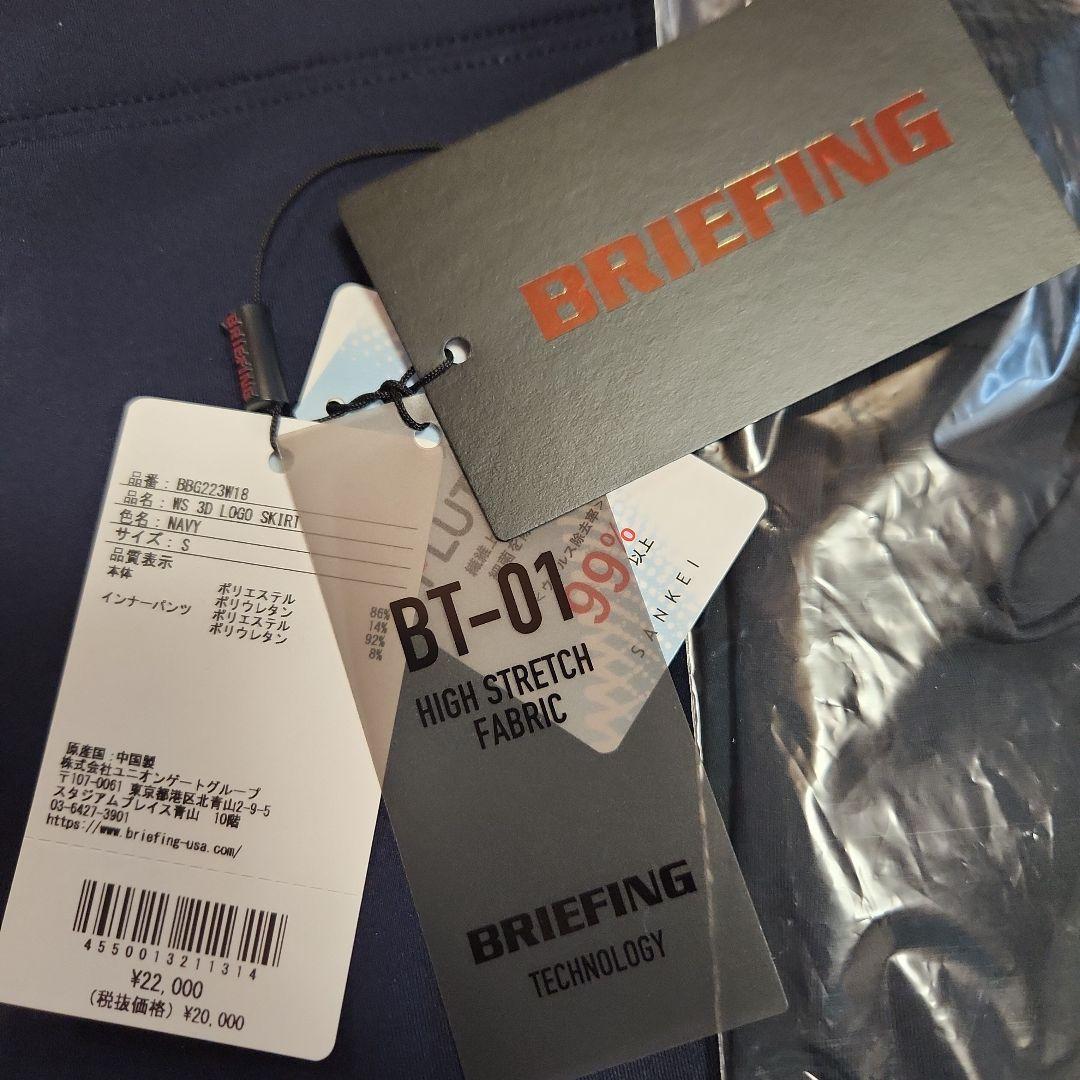 BRIEFING
BRIEFING
品番: BBG223W18
品名: WS 3D LOGO SKIRT
色名: NAVY
サイズ: S
品質表示
本体
ポリエステル 86%
ポリウレタン 14%
インナーパンツ ポリエステル 92%
ポリウレタン 8%
原産国:中国製
株式会社ユニオンゲートグループ
〒107-0061 東京都港区北青山2-9-5
スタジアムプレイス青山 10階
03-6427-3901
https://www.briefing-usa.com/
4550013211314
¥22,000
(税抜価格) ¥20,000
BT-01
HIGH STRETCH
FABRIC
BRIEFING
TECHNOLOGY
FLUT
ルス除去率>
99%
以上
SANKEI